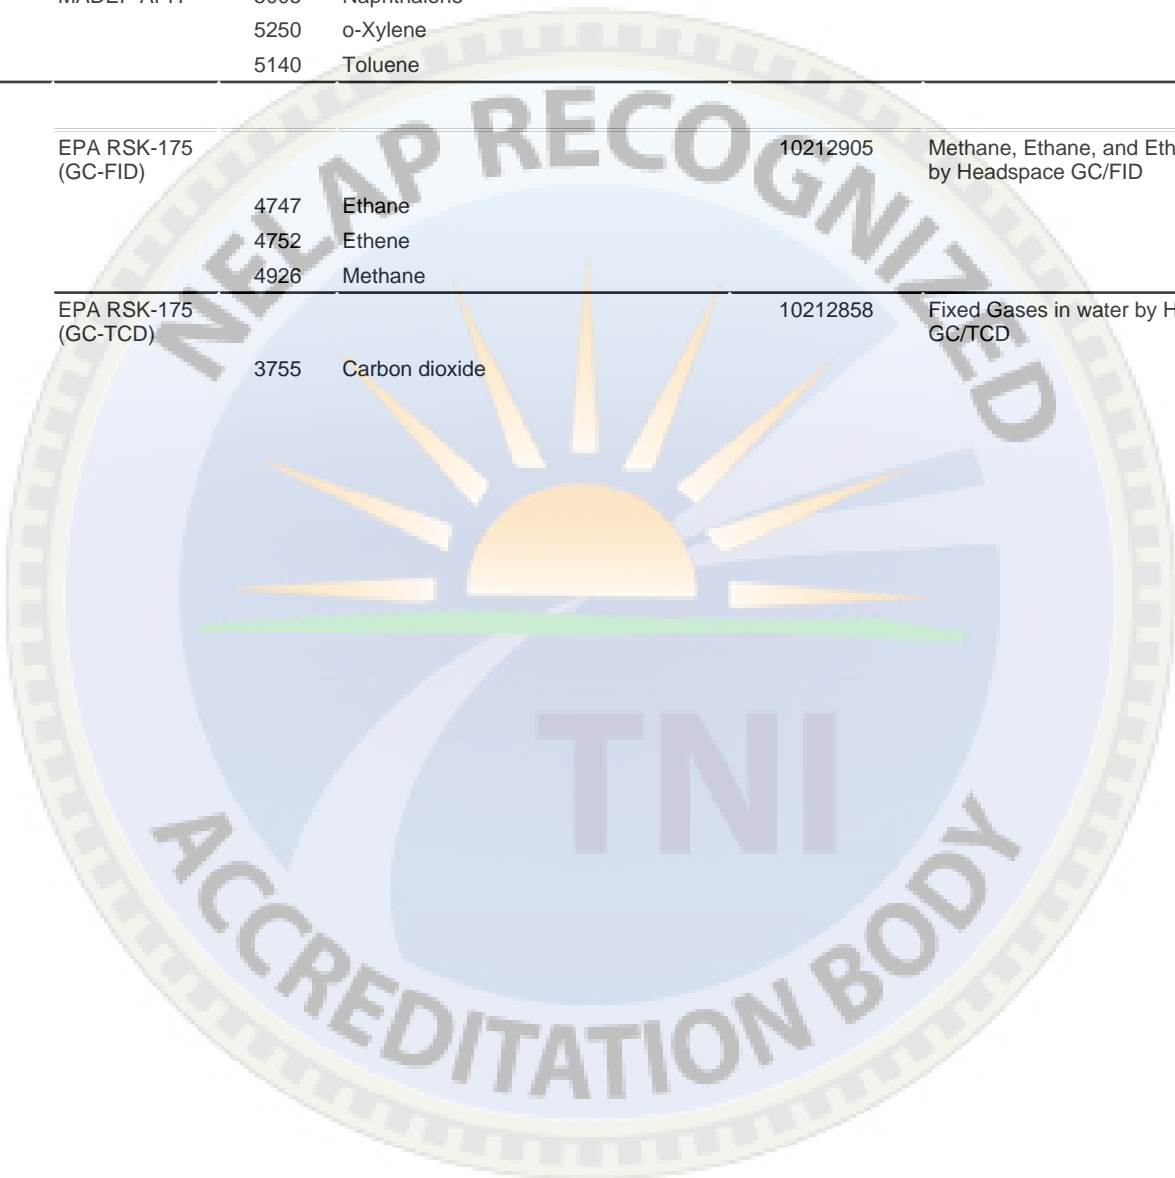 5250 o-Xylene
5140 Toluene
EPA RSK-175 10212905 Methane, Ethane, and Eth
(GC-FID) by Headspace GC/FID
4747 Ethane
4752 Ethene
4926 Methane
EPA RSK-175 10212858 Fixed Gases in water by H
(GC-TCD) GC/TCD
3755 Carbon dioxide
NELAP RECOGNIZED
TNI
ACCREDITATION BODY